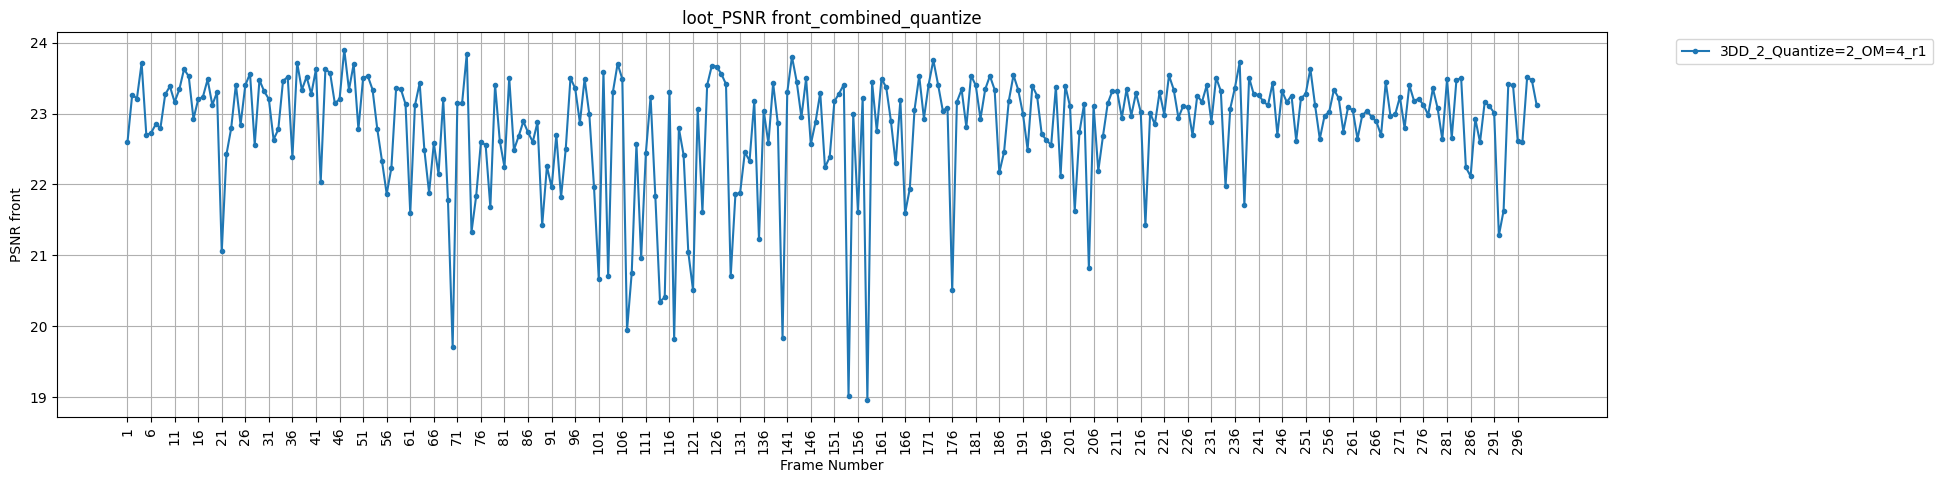 loot_PSNR front_combined_quantize
3DD_2_Quantize=2_OM=4_r1
PSNR front
24
23
22
21
20
19
1 6 11 16 21 26 31 36 41 46 51 56 61 66 71 76 81 86 91 96 101 106 111 116 121 126 131 136 141 146 151 156 161 166 171 176 181 186 191 196 201 206 211 216 221 226 231 236 241 246 251 256 261 266 271 276 281 286 291 296
Frame Number